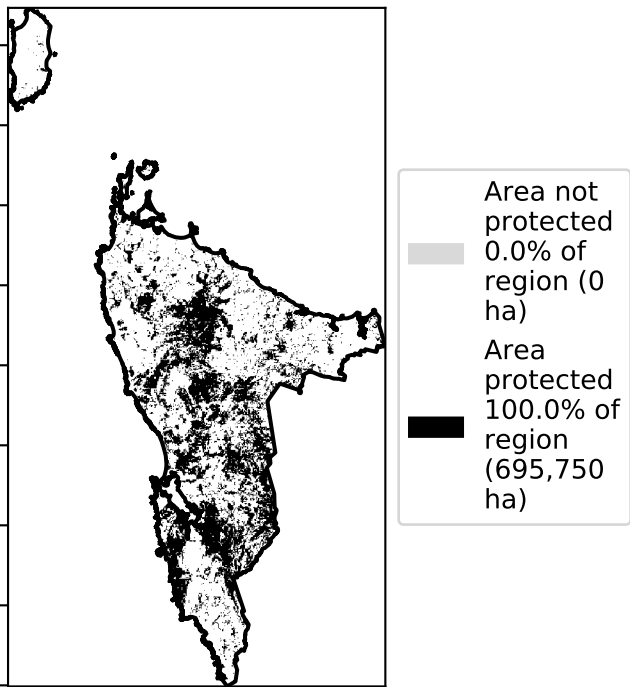 Area not
protected
0.0% of
region (0
ha)
Area
protected
100.0% of
region
(695,750
ha)